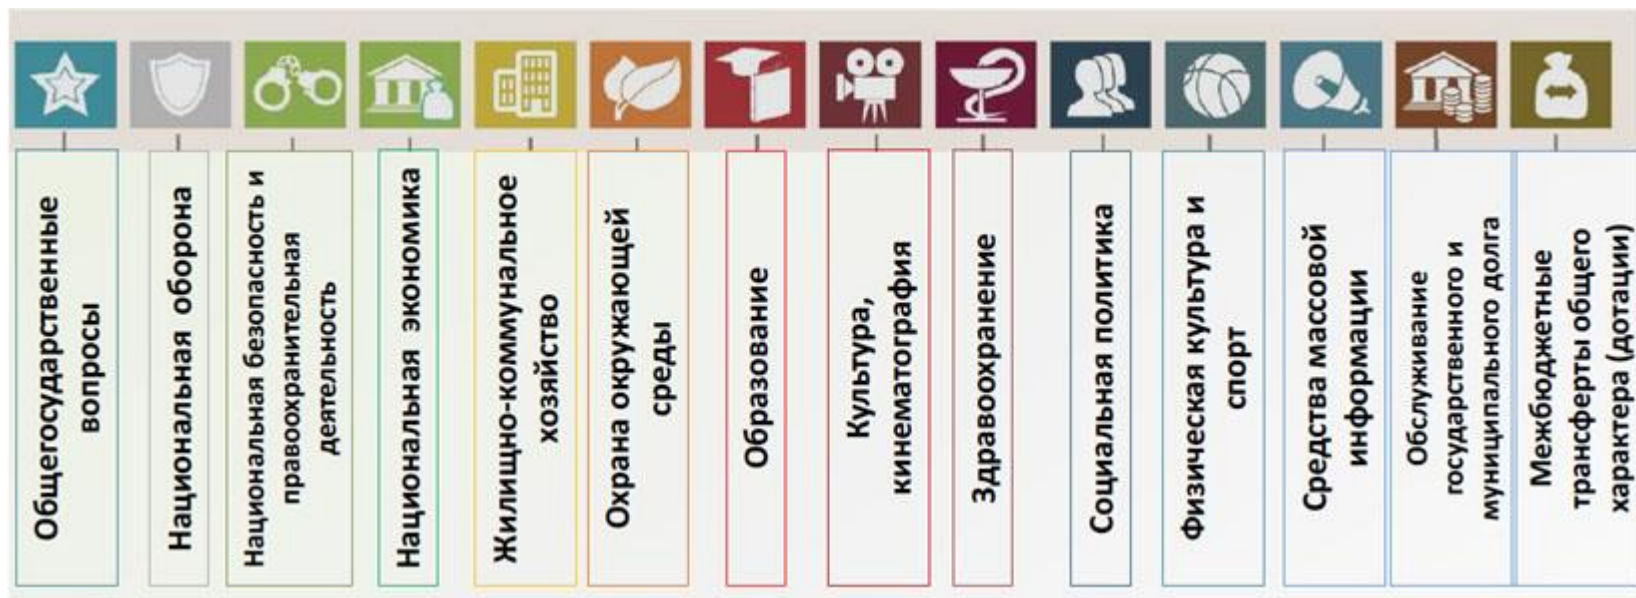 Общегосударственные
вопросы
Национальная оборона
Национальная безопасность и
правоохранительная
деятельность
Национальная экономика
Жилищно-коммунальное
хозяйство
Охрана окружающей
среды
Образование
Культура,
кинематография
Здравоохранение
Социальная политика
Физическая культура и
спорт
Средства массовой
информации
Обслуживание
государственного и
муниципального долга
Межбюджетные
трансферты общего
характера (дотации)